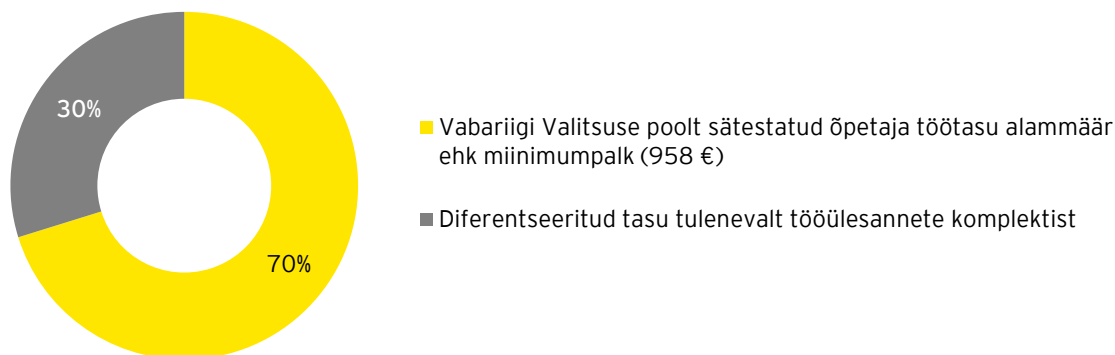 30%
Vabariigi Valitsuse poolt sätestatud õpetaja töötasu alammäär
ehk miinimumpalk (958 €)
Diferentseeritud tasu tulenevalt tööülesannete komplektist
70%